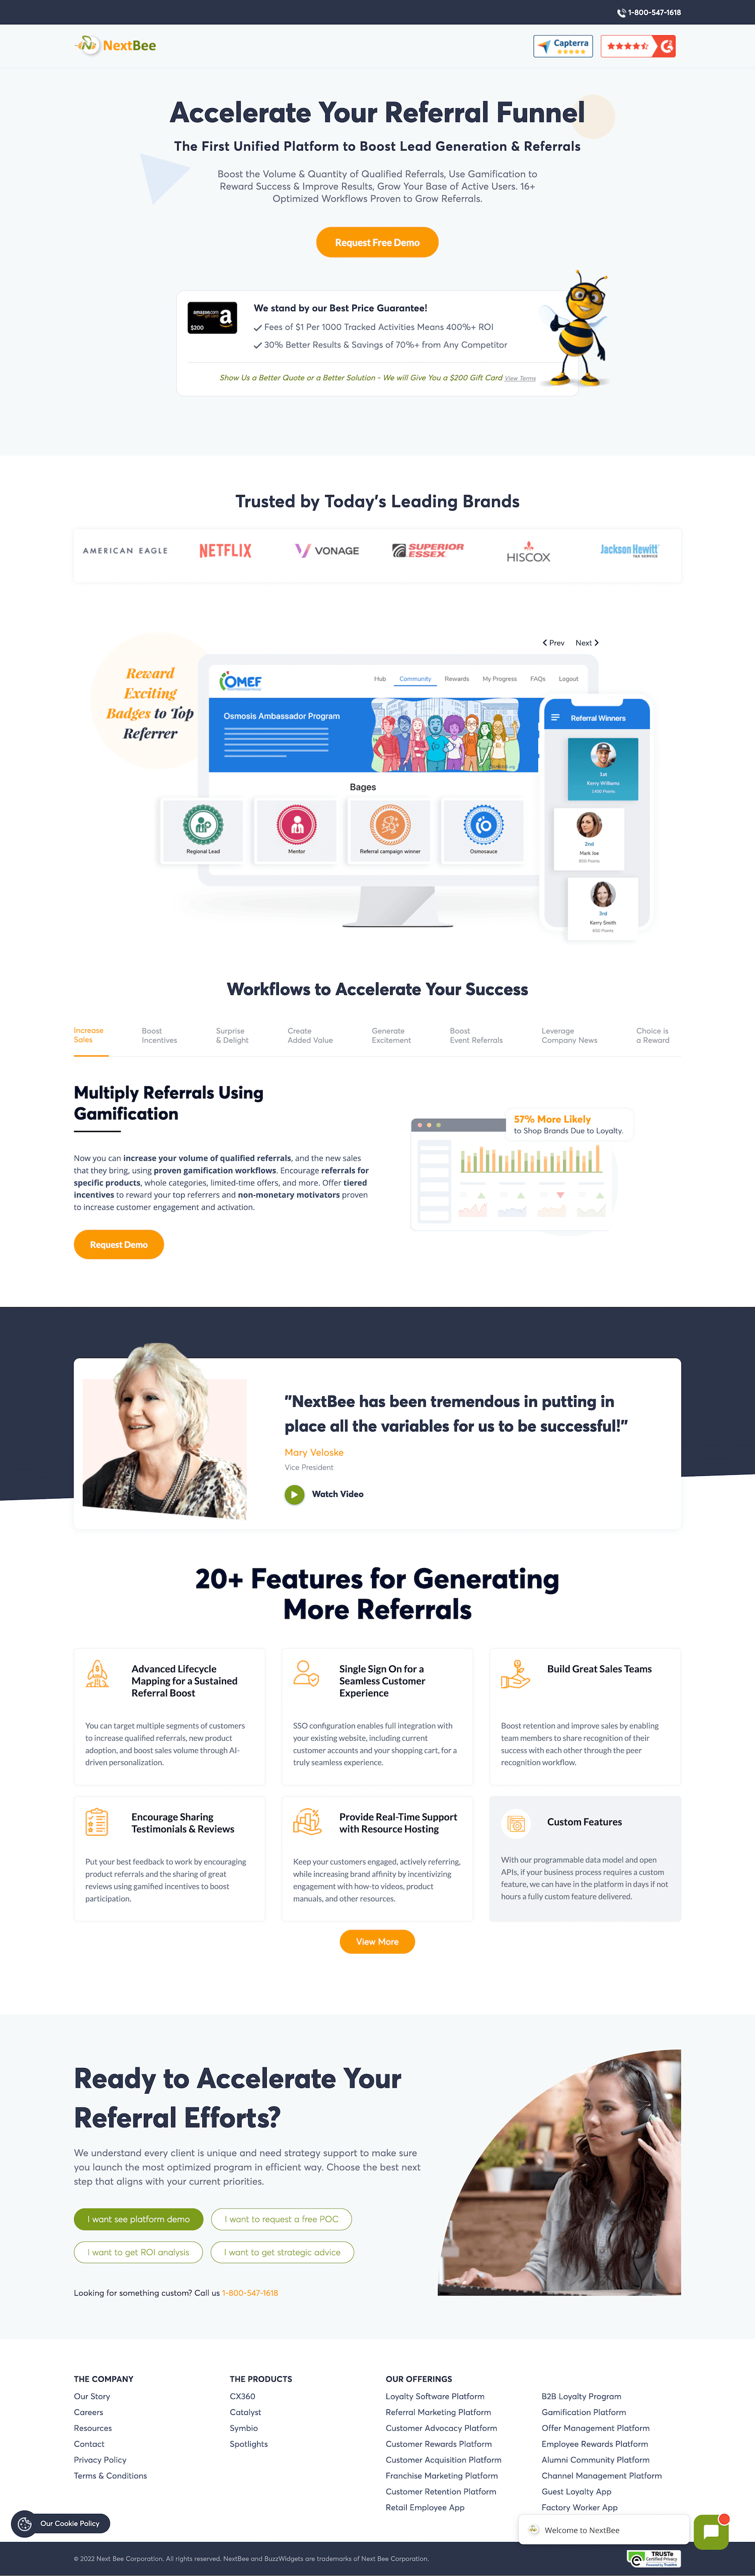 1-800-547-1618
NextBee
Capterra
Accelerate Your Referral Funnel
The First Unified Platform to Boost Lead Generation & Referrals
Boost the Volume & Quantity of Qualified Referrals, Use Gamification to
Reward Success & Improve Results, Grow Your Base of Active Users. 16+
Optimized Workflows Proven to Grow Referrals.
Request Free Demo
amazon.com
$200
We stand by our Best Price Guarantee!
Fees of $1 Per 1000 Tracked Activities Means 400%+ ROI
30% Better Results & Savings of 70%+ from Any Competitor
Show Us a Better Quote or a Better Solution - We will Give You a $200 Gift Card View Terms
Trusted by Today's Leading Brands
AMERICAN EAGLE
NETFLIX
VONAGE
SUPERIOR
ESSEX
HISCOX
Jackson Hewitt
TAX SERVICE
Prev Next
Reward
Exciting
Badges to Top
Referrer
OMEF
Hub Community Rewards My Progress FAQs Logout
Osmosis Ambassador Program
Bages
Regional Lead
Mentor
Referral campaign winner
Osmosauce
Referral Winners
1st
Kerry Williams
1400 Points
2nd
Mark Joe
856 Points
3rd
Kerry Smith
856 Points
Workflows to Accelerate Your Success
Increase
Sales
Boost
Incentives
Surprise
& Delight
Create
Added Value
Generate
Excitement
Boost
Event Referrals
Leverage
Company News
Choice is
a Reward
Multiply Referrals Using
Gamification
Now you can increase your volume of qualified referrals, and the new sales
that they bring, using proven gamification workflows. Encourage referrals for
specific products, whole categories, limited-time offers, and more. Offer tiered
incentives to reward your top referrers and non-monetary motivators proven
to increase customer engagement and activation.
Request Demo
57% More Likely
to Shop Brands Due to Loyalty.
"NextBee has been tremendous in putting in
place all the variables for us to be successful!"
Mary Veloske
Vice President
Watch Video
20+ Features for Generating
More Referrals
Advanced Lifecycle
Mapping for a Sustained
Referral Boost
You can target multiple segments of customers
to increase qualified referrals, new product
adoption, and boost sales volume through AI-
driven personalization.
Single Sign On for a
Seamless Customer
Experience
SSO configuration enables full integration with
your existing website, including current
customer accounts and your shopping cart, for a
truly seamless experience.
Build Great Sales Teams
Boost retention and improve sales by enabling
team members to share recognition of their
success with each other through the peer
recognition workflow.
Encourage Sharing
Testimonials & Reviews
Put your best feedback to work by encouraging
product referrals and the sharing of great
reviews using gamified incentives to boost
participation.
Provide Real-Time Support
with Resource Hosting
Keep your customers engaged, actively referring,
while increasing brand affinity by incentivizing
engagement with how-to videos, product
manuals, and other resources.
Custom Features
With our programmable data model and open
APIs, if your business process requires a custom
feature, we can have in the platform in days if not
hours a fully custom feature delivered.
View More
Ready to Accelerate Your
Referral Efforts?
We understand every client is unique and need strategy support to make sure
you launch the most optimized program in efficient way. Choose the best next
step that aligns with your current priorities.
I want see platform demo
I want to request a free POC
I want to get ROI analysis
I want to get strategic advice
Looking for something custom? Call us 1-800-547-1618
THE COMPANY
Our Story
Careers
Resources
Contact
Privacy Policy
Terms & Conditions
THE PRODUCTS
CX360
Catalyst
Symbio
Spotlights
OUR OFFERINGS
Loyalty Software Platform
Referral Marketing Platform
Customer Advocacy Platform
Customer Rewards Platform
Customer Acquisition Platform
Franchise Marketing Platform
Customer Retention Platform
Retail Employee App
B2B Loyalty Program
Gamification Platform
Offer Management Platform
Employee Rewards Platform
Alumni Community Platform
Channel Management Platform
Guest Loyalty App
Factory Worker App
Our Cookie Policy
Welcome to NextBee
© 2022 Next Bee Corporation. All rights reserved. NextBee and BuzzWidgets are trademarks of Next Bee Corporation.
TRUSTe
Certified Privacy
Powered by TrustArc